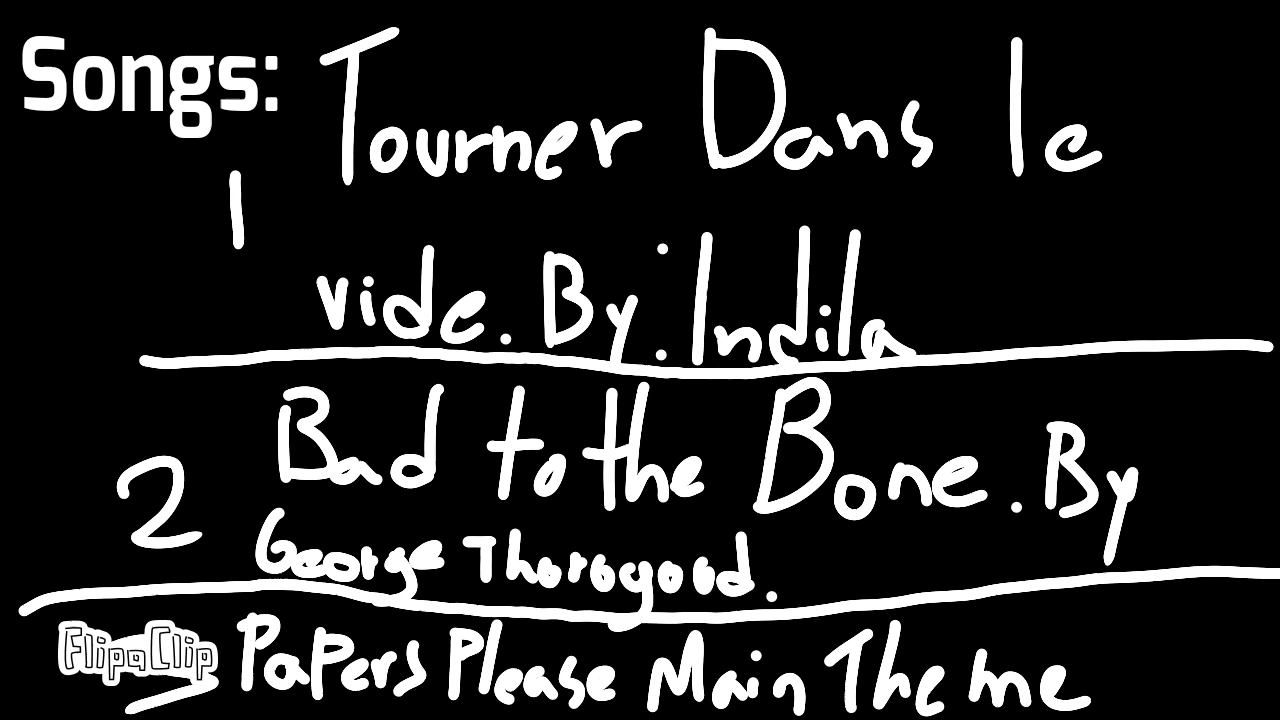 Songs: Tourner Dans le
1
vide. By: Indila
Bad to the Bone. By
2
George Thorogood.
FlipaClip Papers Please Main Theme